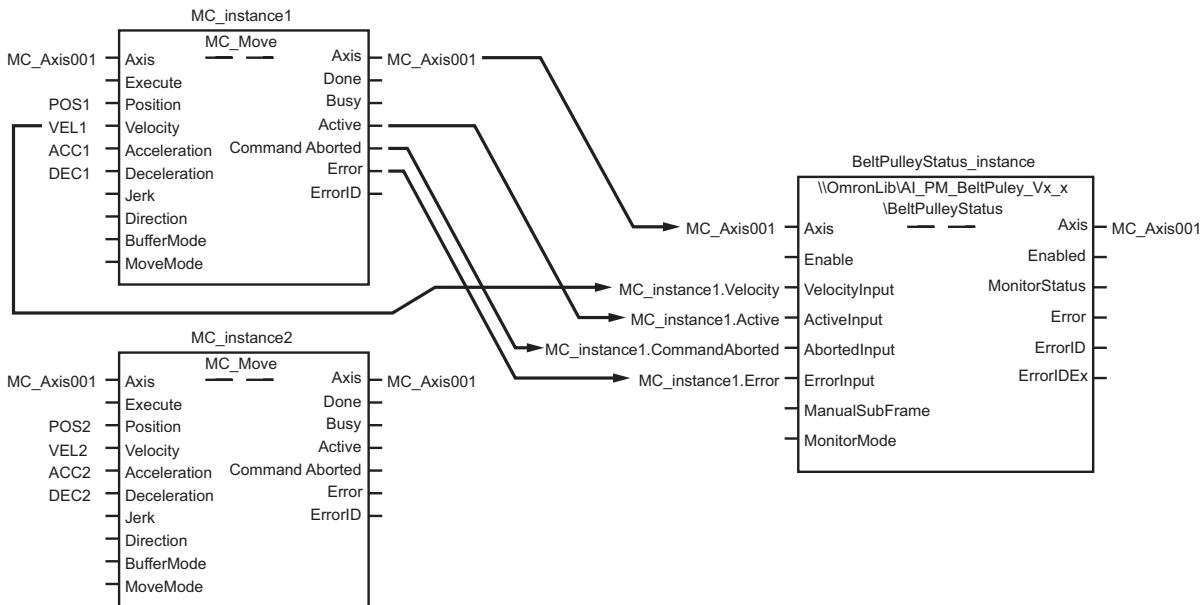 MC_instance1
MC_Move
MC_Axis001 Axis Axis MC_Axis001
Execute Done
POS1 Position Busy
VEL1 Velocity Active
ACC1 Acceleration Command Aborted
DEC1 Deceleration Error
Jerk ErrorID
Direction
BufferMode
MoveMode
BeltPulleyStatus_instance
\\OmronLib\AI_PM_BeltPuley_Vx_x
\BeltPulleyStatus
MC_Axis001 Axis Axis MC_Axis001
Enable Enabled
MC_instance1.Velocity VelocityInput MonitorStatus
MC_instance1.Active ActiveInput Error
MC_instance1.CommandAborted AbortedInput ErrorID
MC_instance1.Error ErrorInput ErrorIDEx
ManualSubFrame
MonitorMode
MC_instance2
MC_Move
MC_Axis001 Axis Axis MC_Axis001
Execute Done
POS2 Position Busy
VEL2 Velocity Active
ACC2 Acceleration Command Aborted
DEC2 Deceleration Error
Jerk ErrorID
Direction
BufferMode
MoveMode